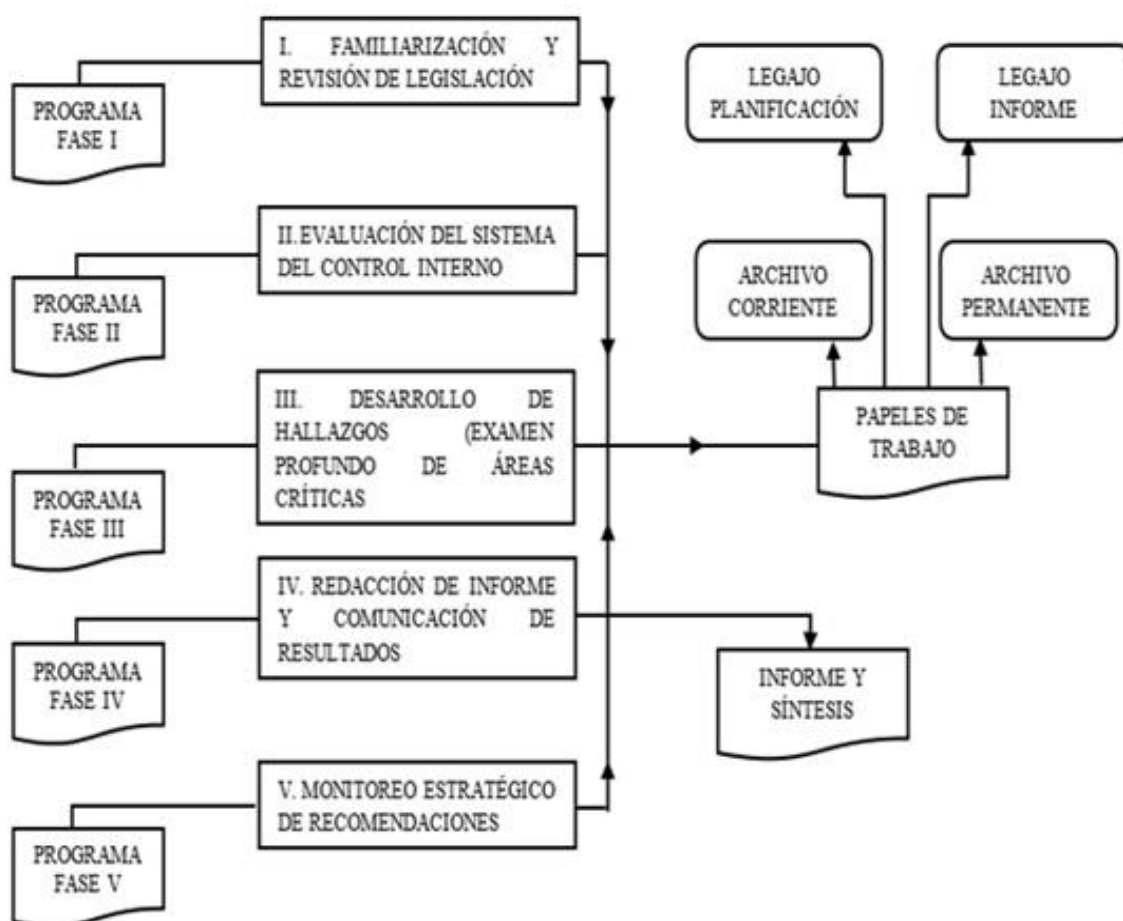 I. FAMILIARIZACIÓN Y
REVISIÓN DE LEGISLACIÓN
PROGRAMA
FASE I
LEGAJO
PLANIFICACIÓN
LEGAJO
INFORME
II. EVALUACIÓN DEL SISTEMA
DEL CONTROL INTERNO
PROGRAMA
FASE II
ARCHIVO
CORRIENTE
ARCHIVO
PERMANENTE
III. DESARROLLO DE
HALLAZGOS (EXAMEN
PROFUNDO DE ÁREAS
CRÍTICAS
PROGRAMA
FASE III
PAPELES DE
TRABAJO
IV. REDACCIÓN DE INFORME
Y COMUNICACIÓN DE
RESULTADOS
PROGRAMA
FASE IV
INFORME Y
SÍNTESIS
V. MONITOREO ESTRATÉGICO
DE RECOMENDACIONES
PROGRAMA
FASE V